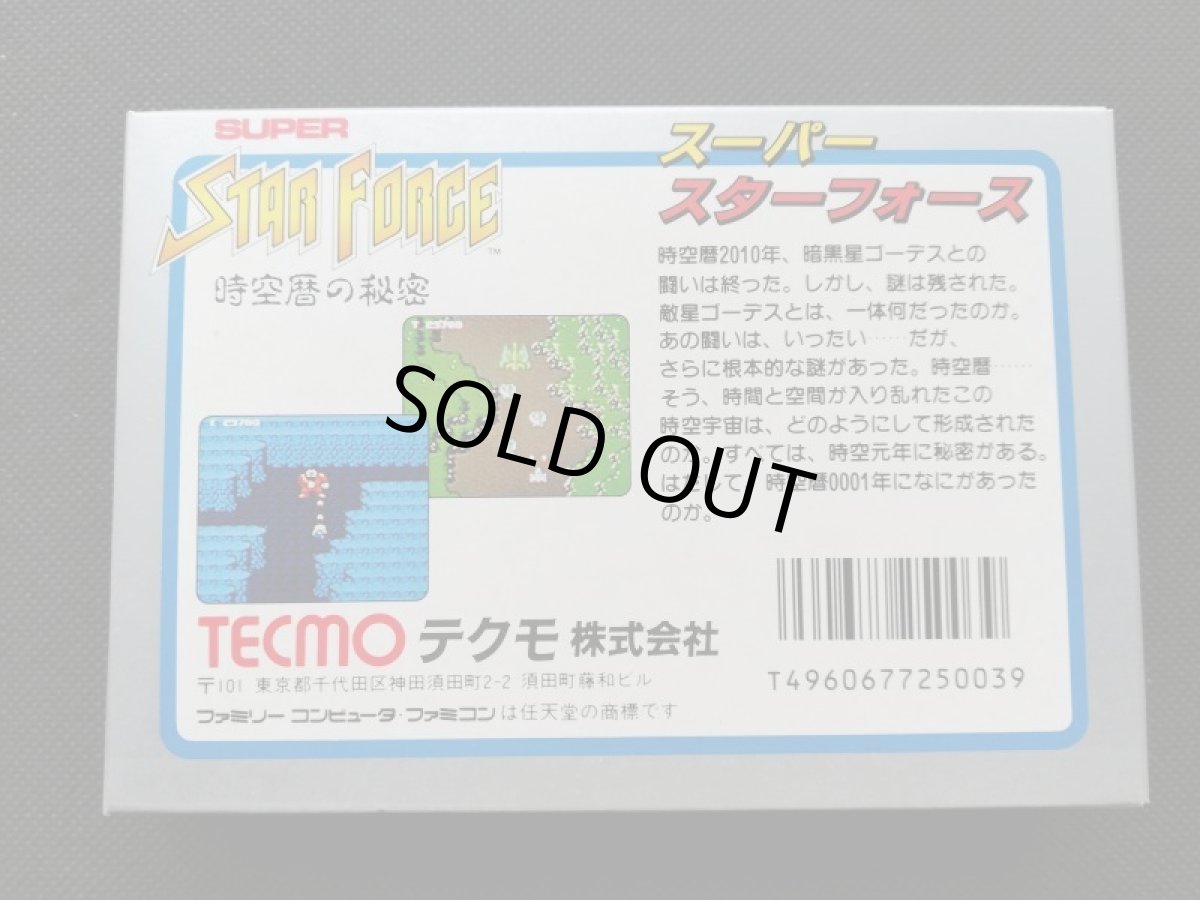 SUPER
STAR FORCE
™
時空暦の秘密
スーパー
スターフォース
時空暦2010年、暗黒星ゴーデスとの
闘いは終った。しかし、謎は残された。
敵星ゴーデスとは、一体何だったのか。
あの闘いは、いったい……だが、
さらに根本的な謎があった。時空暦……
そう、時間と空間が入り乱れたこの
時空宇宙は、どのようにして形成された
のか。すべては、時空元年に秘密がある。
はたして、時空暦0001年になにがあった
のか。
SOLD OUT
TECMO テクモ 株式会社
〒101 東京都千代田区神田須田町2-2 須田町藤和ビル
ファミリーコンピュータ・ファミコンは任天堂の商標です
T4960677250039